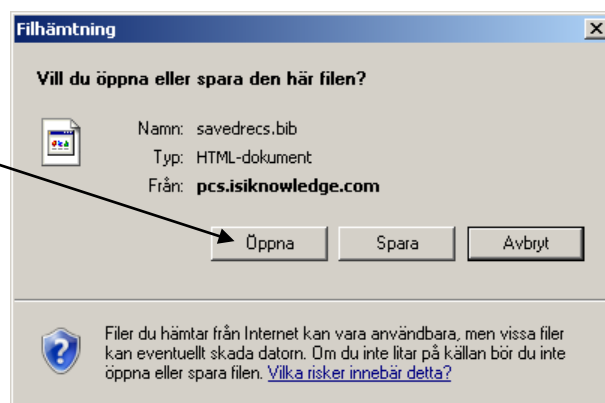 Filhämtning
Vill du öppna eller spara den här filen?
Namn: savedrecs.bib
Typ: HTML-dokument
Från: pcs.isiknowledge.com
Öppna Spara Avbryt
Filer du hämtar från Internet kan vara användbara, men vissa filer
kan eventuellt skada datorn. Om du inte litar på källan bör du inte
öppna eller spara filen. Vilka risker innebär detta?